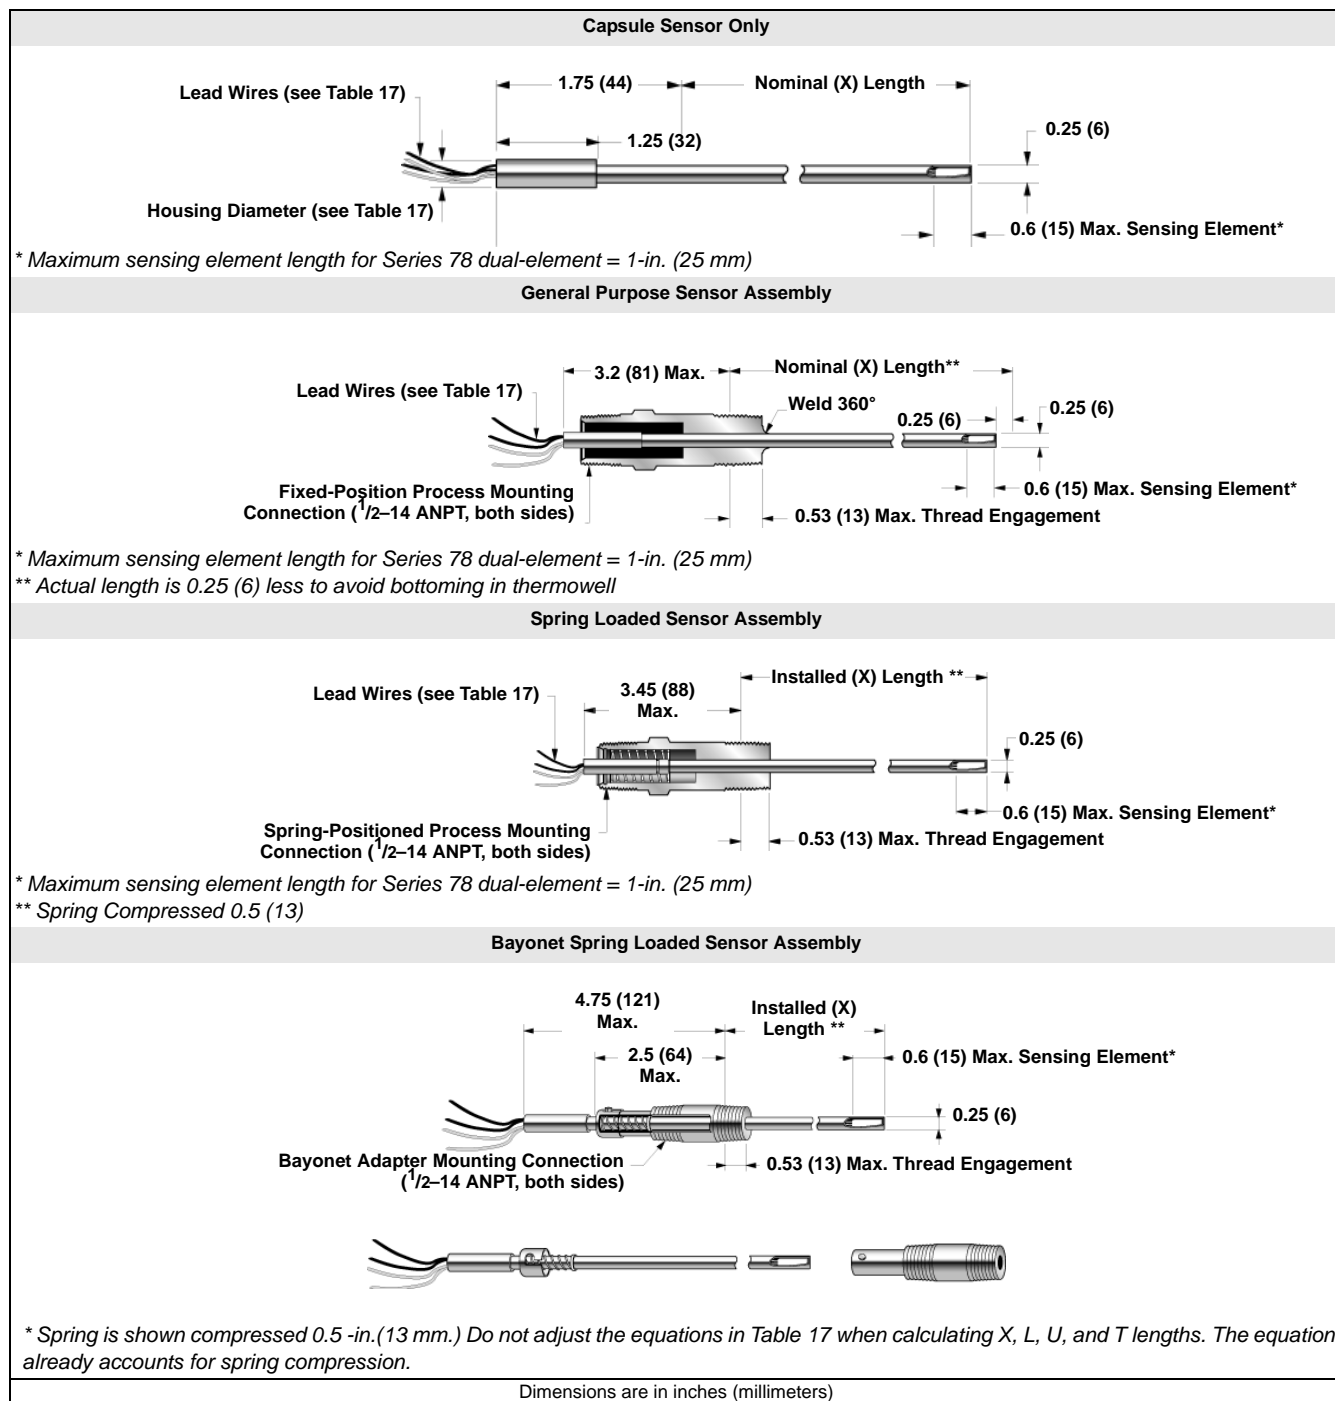 Capsule Sensor Only
1.75 (44)
Nominal (X) Length
Lead Wires (see Table 17)
0.25 (6)
1.25 (32)
Housing Diameter (see Table 17)
0.6 (15) Max. Sensing Element*
* Maximum sensing element length for Series 78 dual-element = 1-in. (25 mm)
General Purpose Sensor Assembly
3.2 (81) Max.
Nominal (X) Length**
Lead Wires (see Table 17)
Weld 360°
0.25 (6)
0.25 (6)
Fixed-Position Process Mounting
Connection (1/2–14 ANPT, both sides)
0.6 (15) Max. Sensing Element*
0.53 (13) Max. Thread Engagement
* Maximum sensing element length for Series 78 dual-element = 1-in. (25 mm)
** Actual length is 0.25 (6) less to avoid bottoming in thermowell
Spring Loaded Sensor Assembly
Installed (X) Length **
Lead Wires (see Table 17)
3.45 (88)
Max.
0.25 (6)
0.6 (15) Max. Sensing Element*
Spring-Positioned Process Mounting
Connection (1/2–14 ANPT, both sides)
0.53 (13) Max. Thread Engagement
* Maximum sensing element length for Series 78 dual-element = 1-in. (25 mm)
** Spring Compressed 0.5 (13)
Bayonet Spring Loaded Sensor Assembly
4.75 (121)
Max.
Installed (X)
Length **
2.5 (64)
Max.
0.6 (15) Max. Sensing Element*
0.25 (6)
Bayonet Adapter Mounting Connection
(1/2–14 ANPT, both sides)
0.53 (13) Max. Thread Engagement
* Spring is shown compressed 0.5 -in.(13 mm.) Do not adjust the equations in Table 17 when calculating X, L, U, and T lengths. The equation
already accounts for spring compression.
Dimensions are in inches (millimeters)